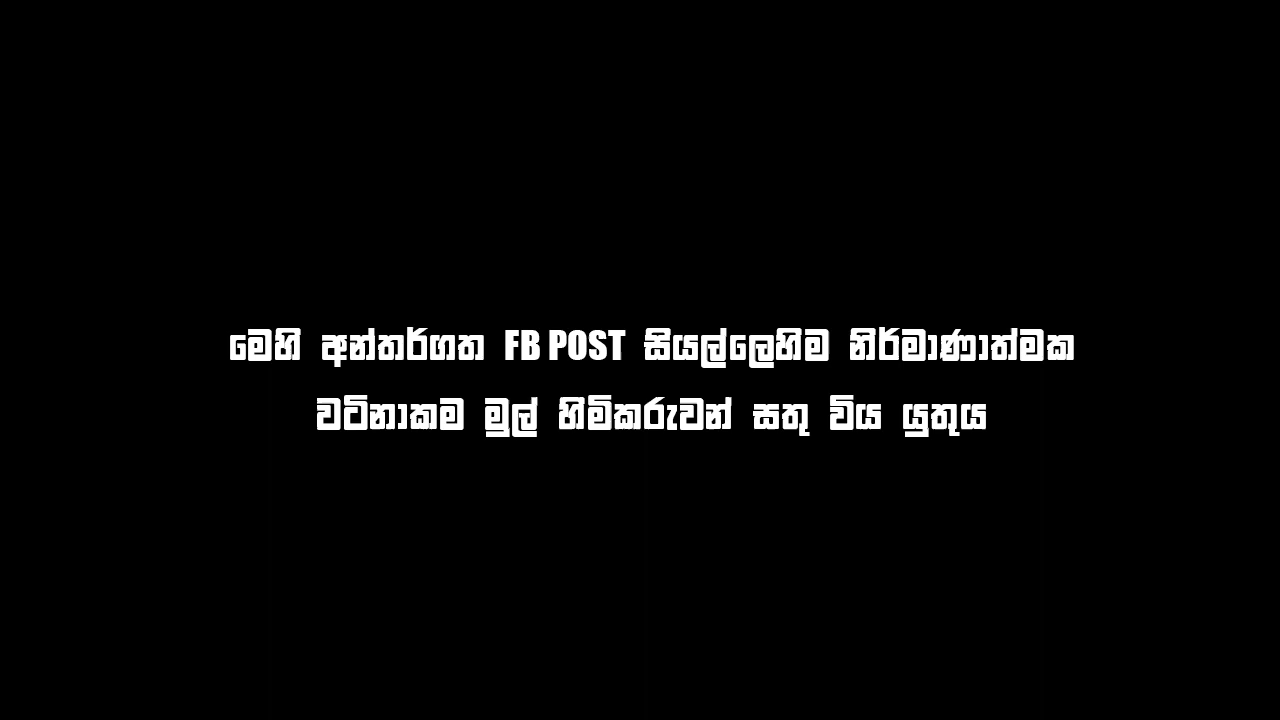 මෙහි අන්තර්ගත FB POST සියල්ලෙහිම නිර්මාණාත්මක
වටිනාකම මුල් හිමිකරුවන් සතු විය යුතුය